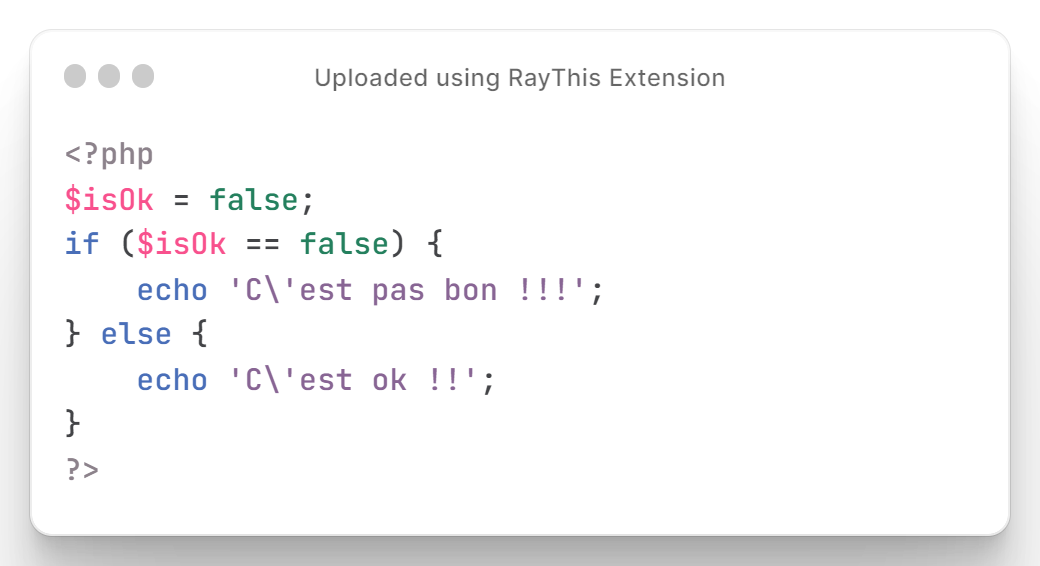 Uploaded using RayThis Extension
<?php
$isOk = false;
if ($isOk == false) {
    echo 'C\'est pas bon !!!';
} else {
    echo 'C\'est ok !!';
}
?>